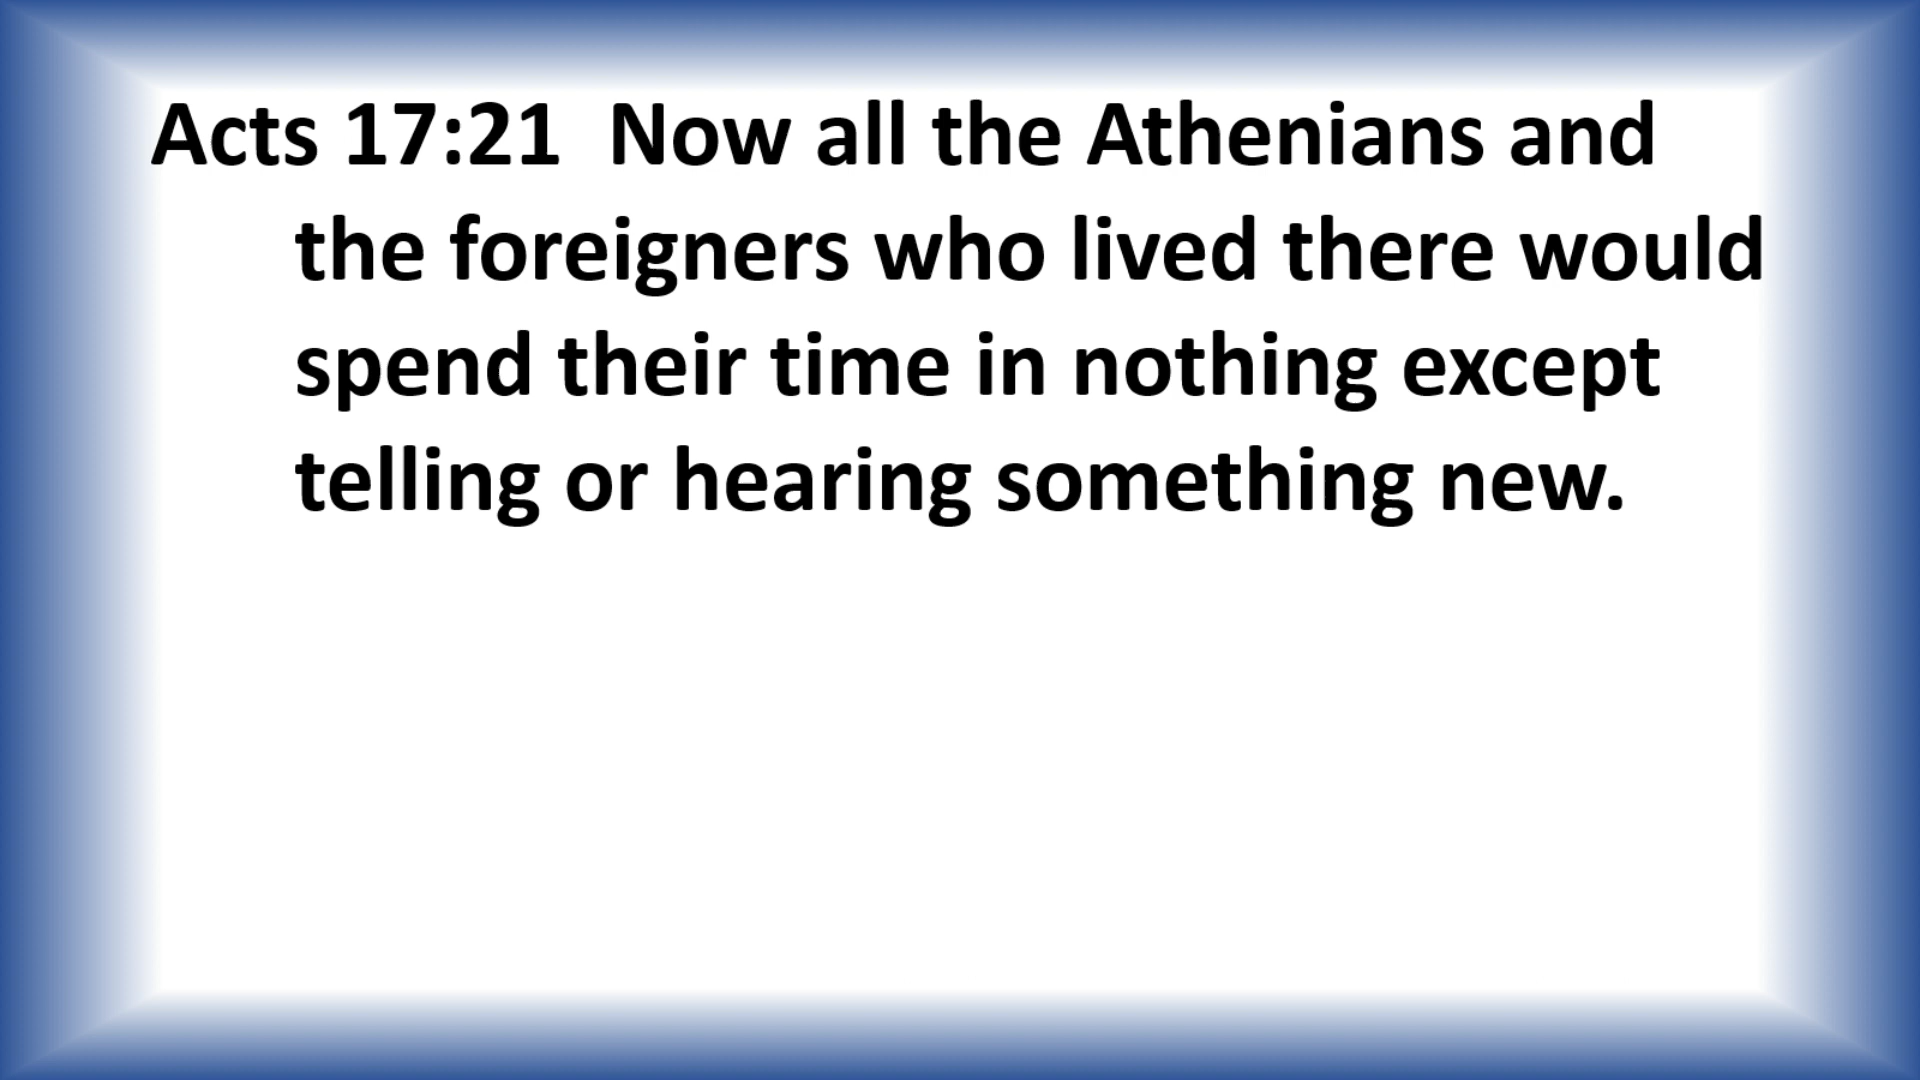 Acts 17:21  Now all the Athenians and
the foreigners who lived there would
spend their time in nothing except
telling or hearing something new.